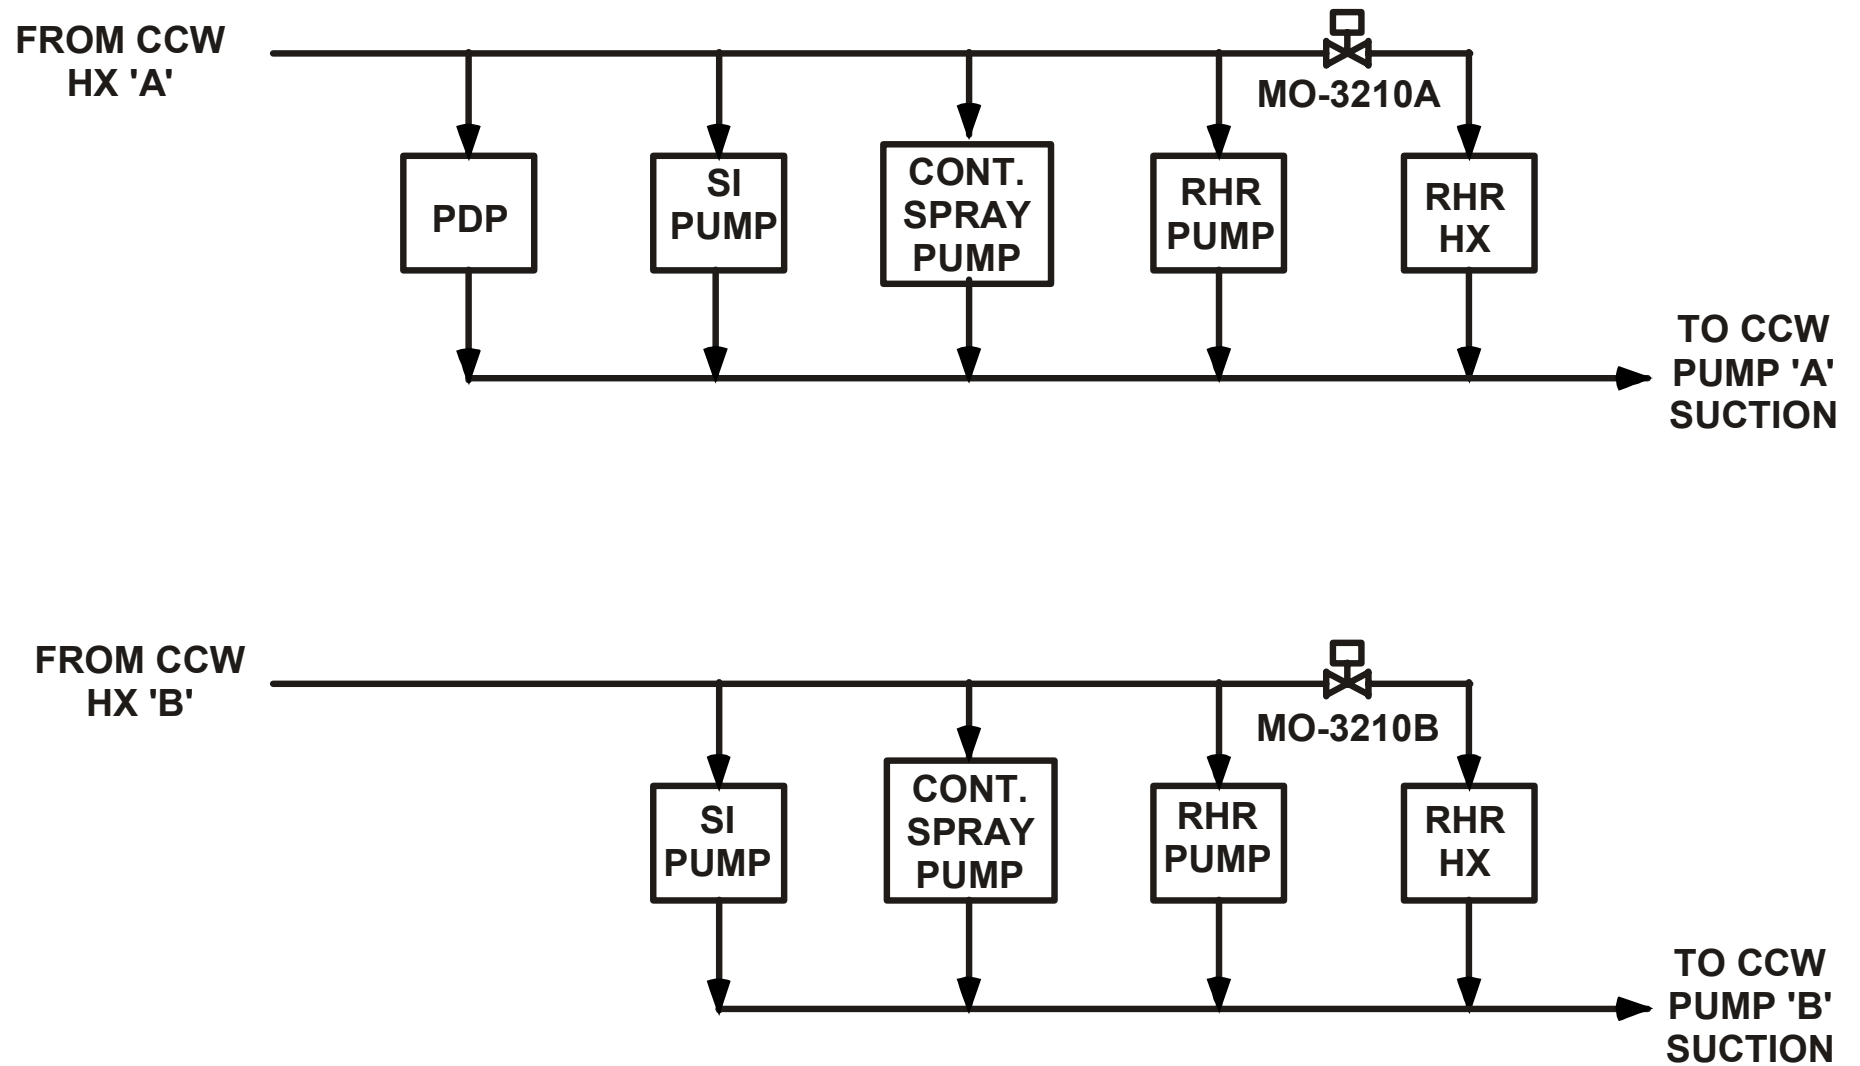 FROM CCW
HX 'A'
MO-3210A
PDP
SI
PUMP
CONT.
SPRAY
PUMP
RHR
PUMP
RHR
HX
TO CCW
PUMP 'A'
SUCTION
FROM CCW
HX 'B'
MO-3210B
SI
PUMP
CONT.
SPRAY
PUMP
RHR
PUMP
RHR
HX
TO CCW
PUMP 'B'
SUCTION